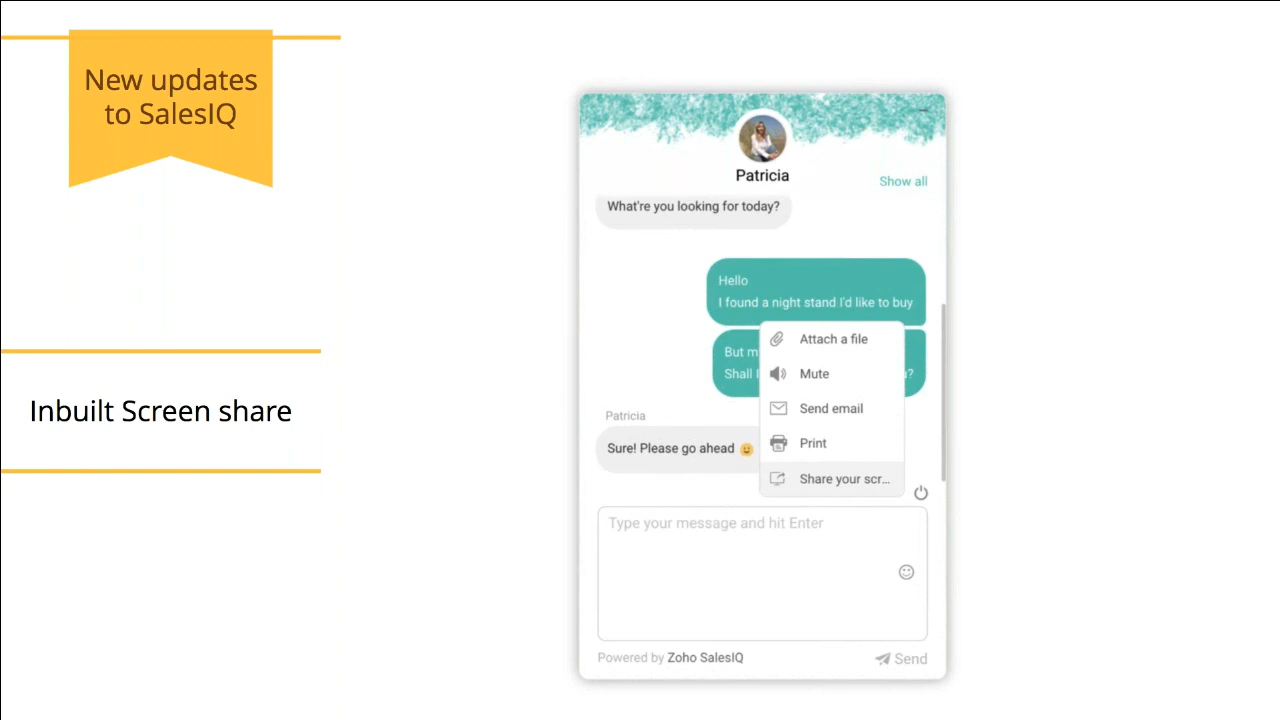 New updates
to SalesIQ
Inbuilt Screen share
Patricia
Show all
What're you looking for today?
Hello
I found a night stand I'd like to buy
But m
Shall I
?
Patricia
Sure! Please go ahead
Attach a file
Mute
Send email
Print
Share your scr...
Type your message and hit Enter
Powered by Zoho SalesIQ
Send